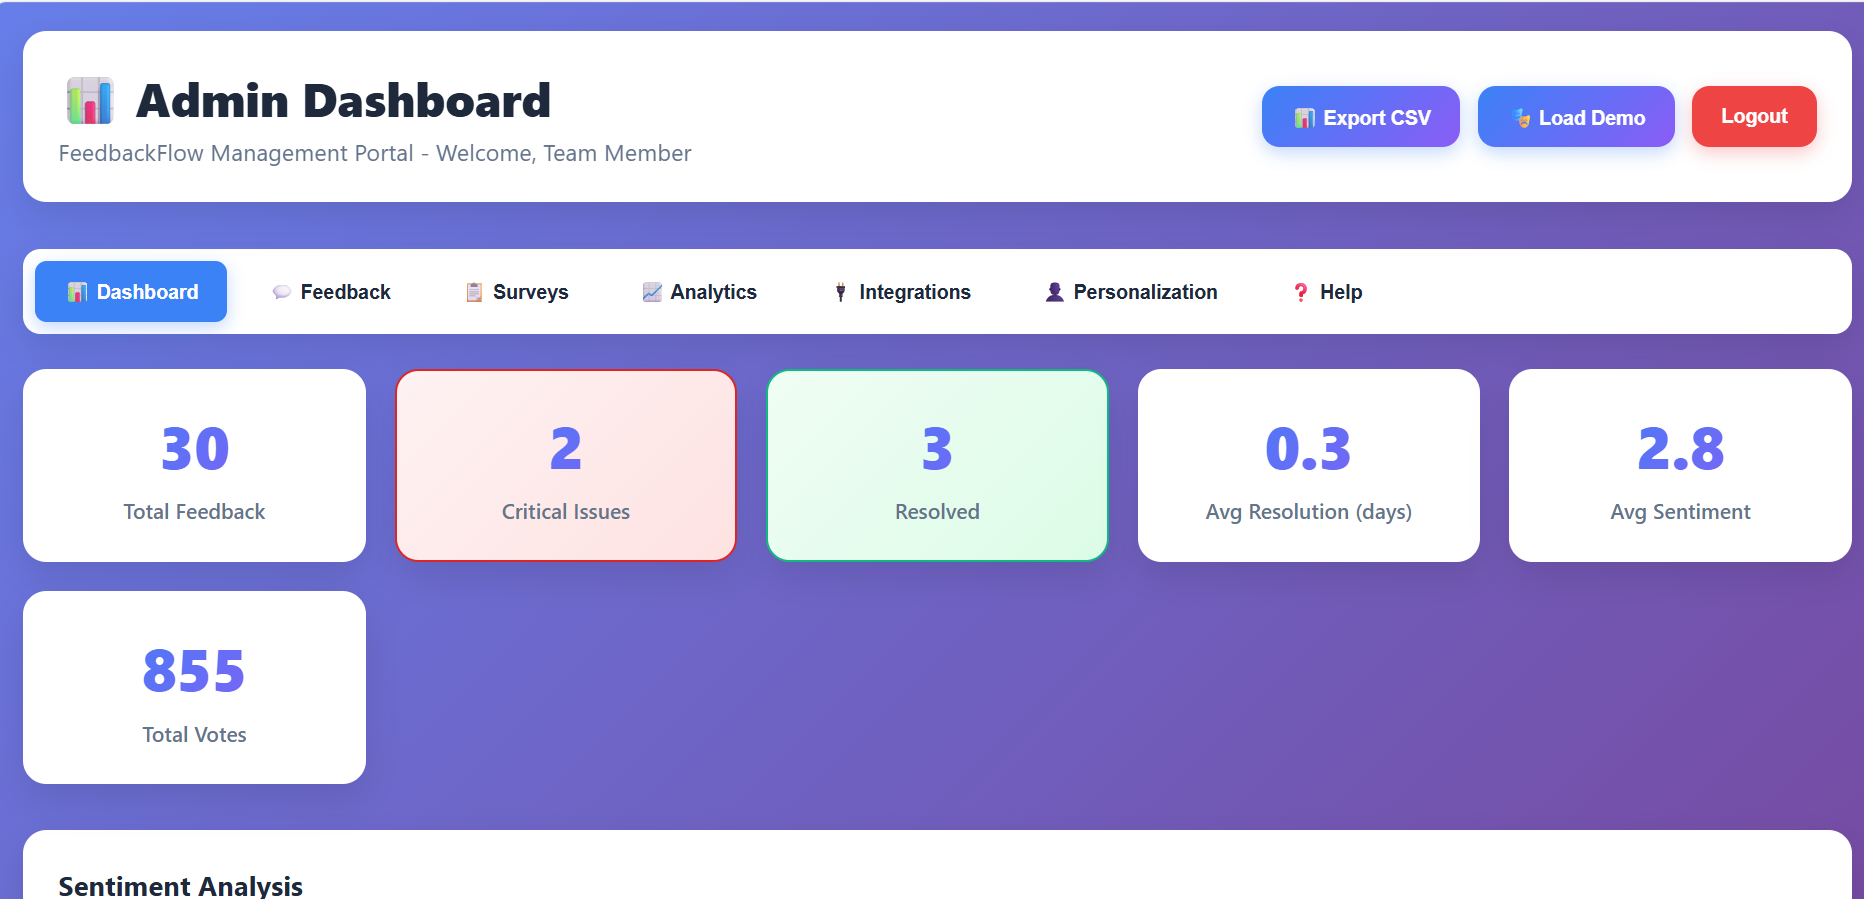 Admin Dashboard
FeedbackFlow Management Portal - Welcome, Team Member
Export CSV
Load Demo
Logout
Dashboard
Feedback
Surveys
Analytics
Integrations
Personalization
Help
30
Total Feedback
2
Critical Issues
3
Resolved
0.3
Avg Resolution (days)
2.8
Avg Sentiment
855
Total Votes
Sentiment Analysis